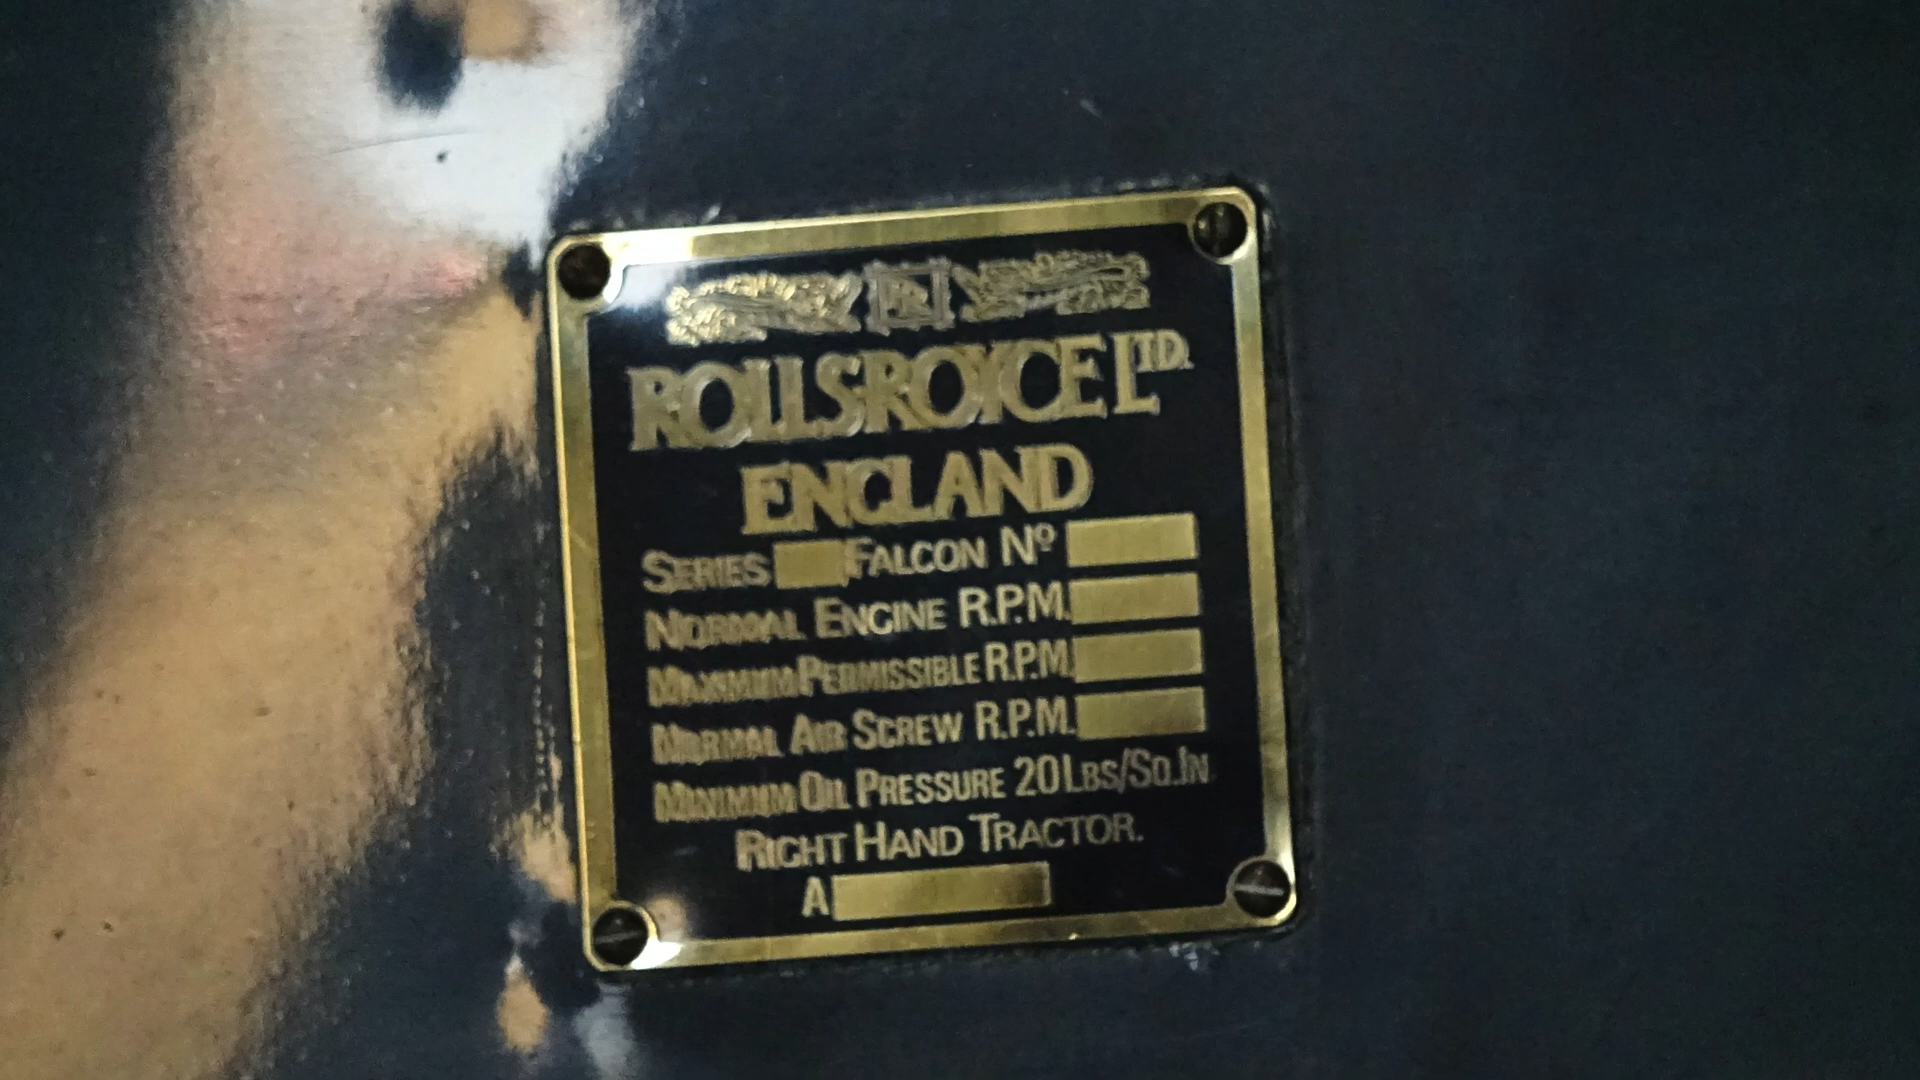 RR
ROLLS ROYCE LTD.
ENGLAND
SERIES FALCON Nº
NORMAL ENGINE R.P.M.
MAXIMUM PERMISSIBLE R.P.M.
NORMAL AIR SCREW R.P.M.
MINIMUM OIL PRESSURE 20 LBS/SQ.IN.
RIGHT HAND TRACTOR.
A